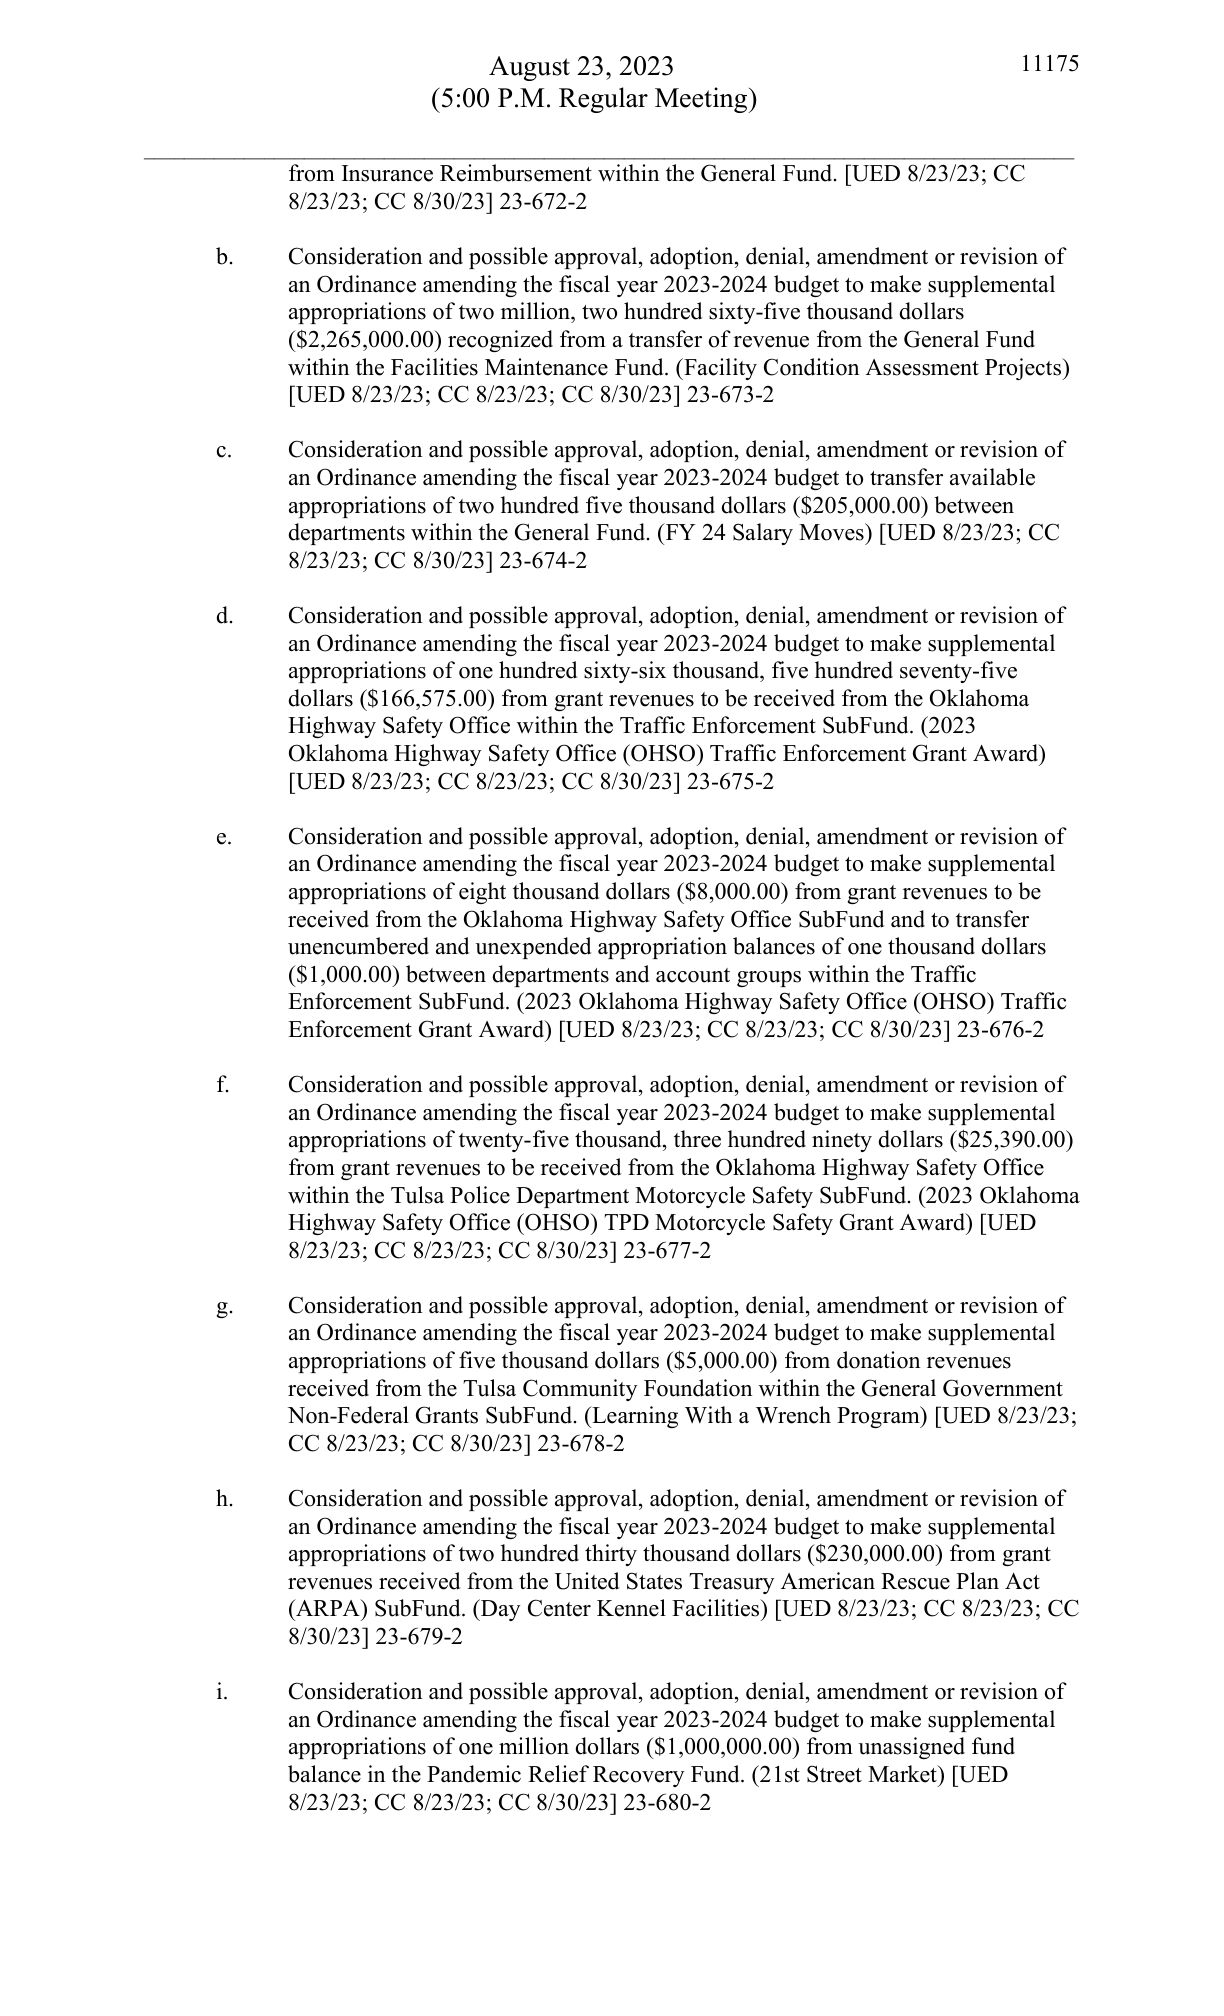 August 23, 2023
11175
(5:00 P.M. Regular Meeting)
from Insurance Reimbursement within the General Fund. [UED 8/23/23; CC
8/23/23; CC 8/30/23] 23-672-2
b. Consideration and possible approval, adoption, denial, amendment or revision of
an Ordinance amending the fiscal year 2023-2024 budget to make supplemental
appropriations of two million, two hundred sixty-five thousand dollars
($2,265,000.00) recognized from a transfer of revenue from the General Fund
within the Facilities Maintenance Fund. (Facility Condition Assessment Projects)
[UED 8/23/23; CC 8/23/23; CC 8/30/23] 23-673-2
c. Consideration and possible approval, adoption, denial, amendment or revision of
an Ordinance amending the fiscal year 2023-2024 budget to transfer available
appropriations of two hundred five thousand dollars ($205,000.00) between
departments within the General Fund. (FY 24 Salary Moves) [UED 8/23/23; CC
8/23/23; CC 8/30/23] 23-674-2
d. Consideration and possible approval, adoption, denial, amendment or revision of
an Ordinance amending the fiscal year 2023-2024 budget to make supplemental
appropriations of one hundred sixty-six thousand, five hundred seventy-five
dollars ($166,575.00) from grant revenues to be received from the Oklahoma
Highway Safety Office within the Traffic Enforcement SubFund. (2023
Oklahoma Highway Safety Office (OHSO) Traffic Enforcement Grant Award)
[UED 8/23/23; CC 8/23/23; CC 8/30/23] 23-675-2
e. Consideration and possible approval, adoption, denial, amendment or revision of
an Ordinance amending the fiscal year 2023-2024 budget to make supplemental
appropriations of eight thousand dollars ($8,000.00) from grant revenues to be
received from the Oklahoma Highway Safety Office SubFund and to transfer
unencumbered and unexpended appropriation balances of one thousand dollars
($1,000.00) between departments and account groups within the Traffic
Enforcement SubFund. (2023 Oklahoma Highway Safety Office (OHSO) Traffic
Enforcement Grant Award) [UED 8/23/23; CC 8/23/23; CC 8/30/23] 23-676-2
f. Consideration and possible approval, adoption, denial, amendment or revision of
an Ordinance amending the fiscal year 2023-2024 budget to make supplemental
appropriations of twenty-five thousand, three hundred ninety dollars ($25,390.00)
from grant revenues to be received from the Oklahoma Highway Safety Office
within the Tulsa Police Department Motorcycle Safety SubFund. (2023 Oklahoma
Highway Safety Office (OHSO) TPD Motorcycle Safety Grant Award) [UED
8/23/23; CC 8/23/23; CC 8/30/23] 23-677-2
g. Consideration and possible approval, adoption, denial, amendment or revision of
an Ordinance amending the fiscal year 2023-2024 budget to make supplemental
appropriations of five thousand dollars ($5,000.00) from donation revenues
received from the Tulsa Community Foundation within the General Government
Non-Federal Grants SubFund. (Learning With a Wrench Program) [UED 8/23/23;
CC 8/23/23; CC 8/30/23] 23-678-2
h. Consideration and possible approval, adoption, denial, amendment or revision of
an Ordinance amending the fiscal year 2023-2024 budget to make supplemental
appropriations of two hundred thirty thousand dollars ($230,000.00) from grant
revenues received from the United States Treasury American Rescue Plan Act
(ARPA) SubFund. (Day Center Kennel Facilities) [UED 8/23/23; CC 8/23/23; CC
8/30/23] 23-679-2
i. Consideration and possible approval, adoption, denial, amendment or revision of
an Ordinance amending the fiscal year 2023-2024 budget to make supplemental
appropriations of one million dollars ($1,000,000.00) from unassigned fund
balance in the Pandemic Relief Recovery Fund. (21st Street Market) [UED
8/23/23; CC 8/23/23; CC 8/30/23] 23-680-2